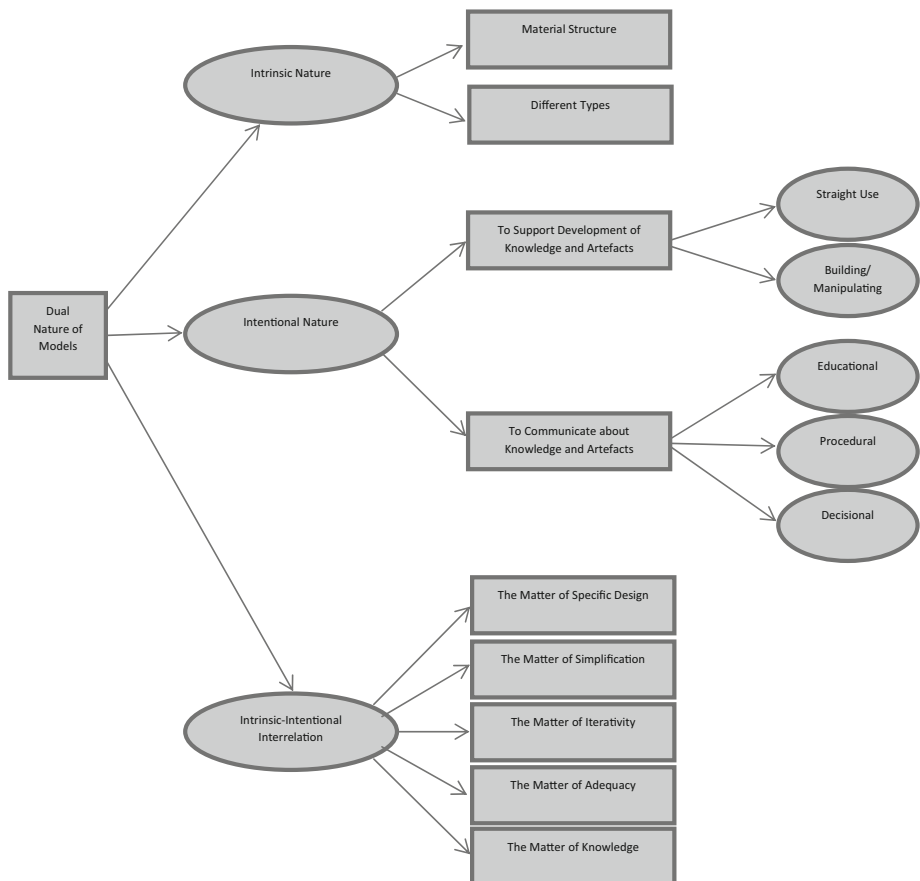 Material Structure
Intrinsic Nature
Different Types
Straight Use
To Support Development of
Knowledge and Artefacts
Building/
Manipulating
Dual
Nature of
Models
Intentional Nature
Educational
To Communicate about
Knowledge and Artefacts
Procedural
Decisional
The Matter of Specific Design
The Matter of Simplification
Intrinsic-Intentional
Interrelation
The Matter of Iterativity
The Matter of Adequacy
The Matter of Knowledge